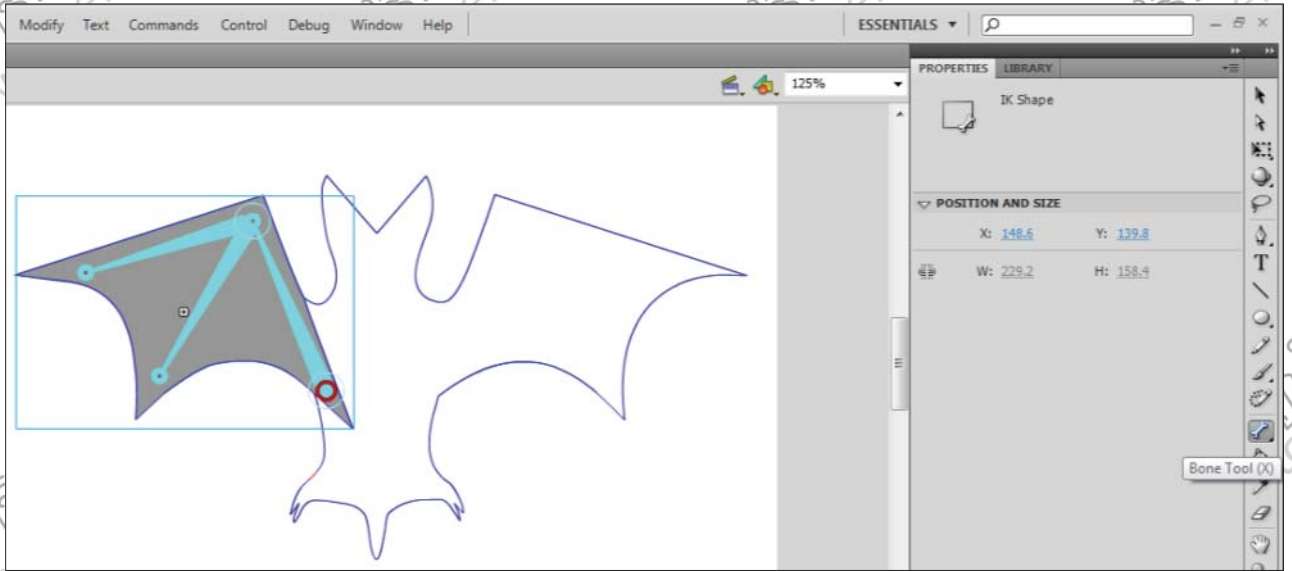 Modify Text Commands Control Debug Window Help ESSENTIALS
125%
PROPERTIES LIBRARY
IK Shape
POSITION AND SIZE
X: 148.6 Y: 139.8
W: 229.2 H: 158.4
T
Bone Tool (X)